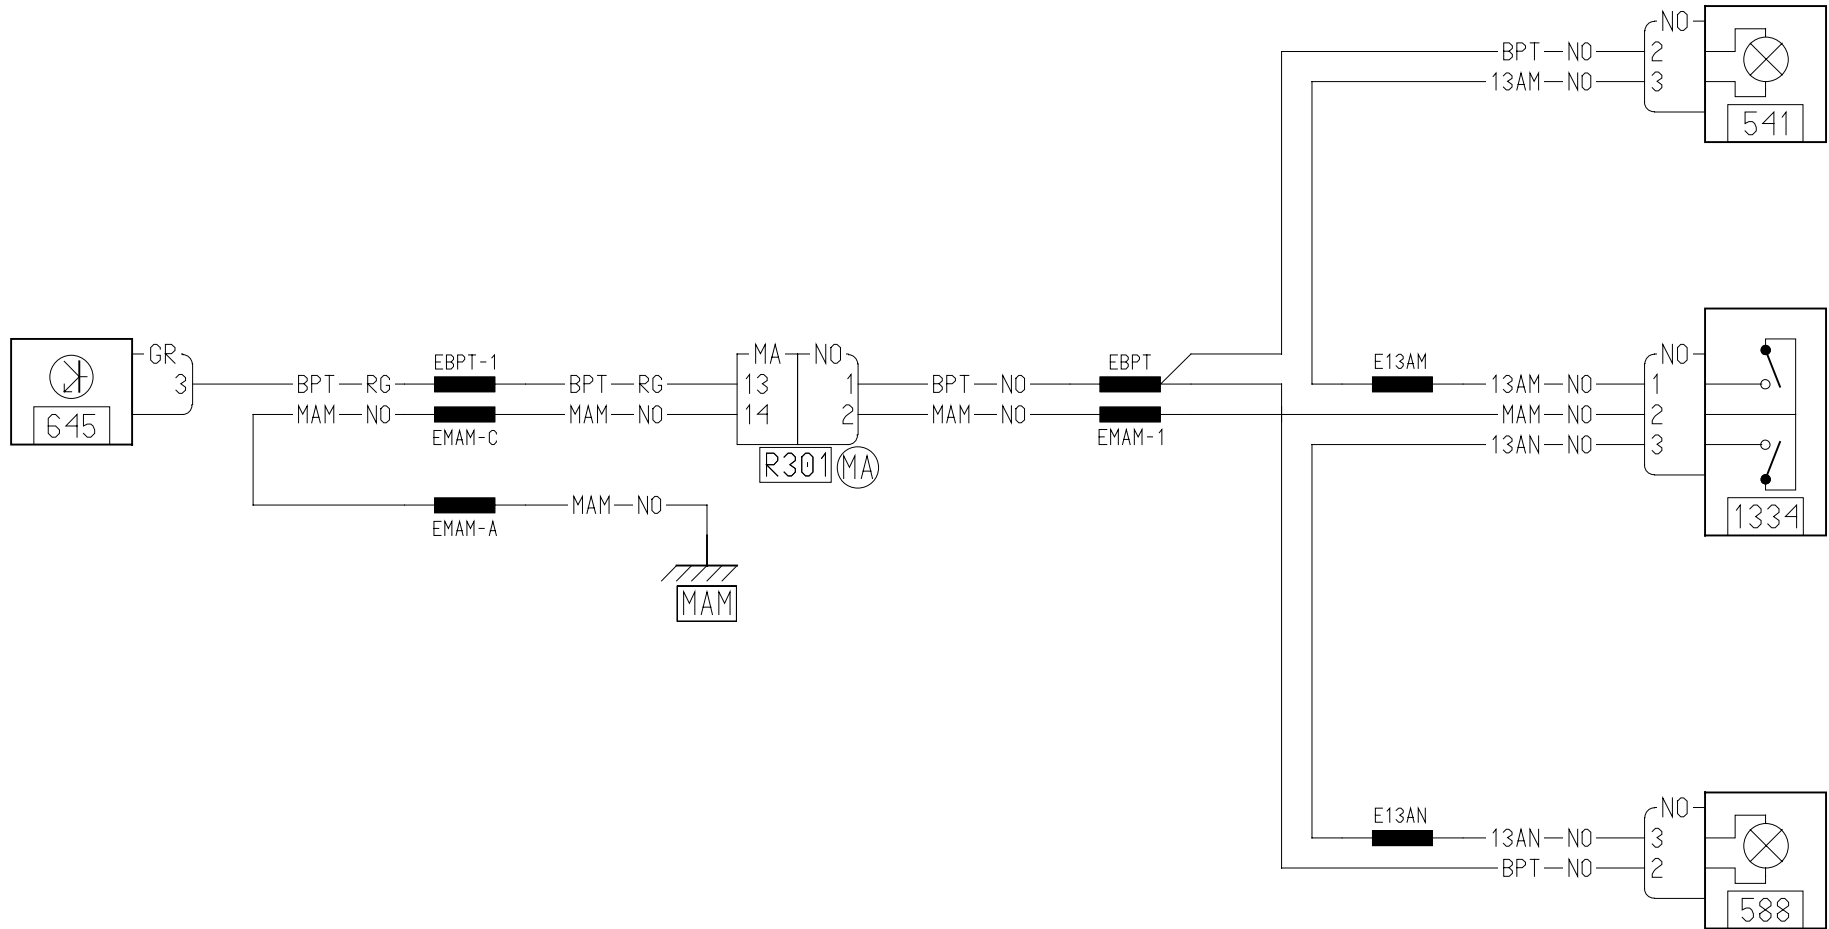 NO
BPT NO 2
13AM NO 3
541
GR
3 BPT RG EBPT-1 BPT RG 13
MA NO
1 BPT NO EBPT
E13AM 13AM NO 1
NO
645
MAM NO EMAM-C MAM NO 14
2 MAM NO EMAM-1 MAM NO 2
13AN NO 3
R301 MA
EMAM-A MAM NO
1334
MAM
NO
E13AN 13AN NO 3
BPT NO 2
588